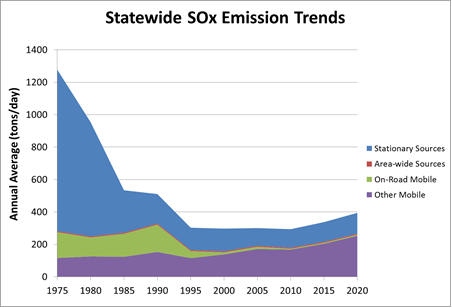 Statewide SOx Emission Trends
Annual Average (tons/day)
1400
1200
1000
800
600
400
200
0
1975 1980 1985 1990 1995 2000 2005 2010 2015 2020
Stationary Sources
Area-wide Sources
On-Road Mobile
Other Mobile